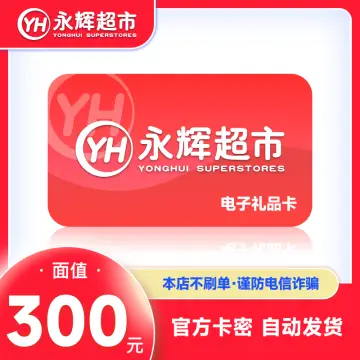 YH 永辉超市
YONGHUI SUPERSTORES
YH
YH 永辉超市
YONGHUI SUPERSTORES
电子礼品卡
面值
300元
本店不刷单·谨防电信诈骗
官方卡密 自动发货